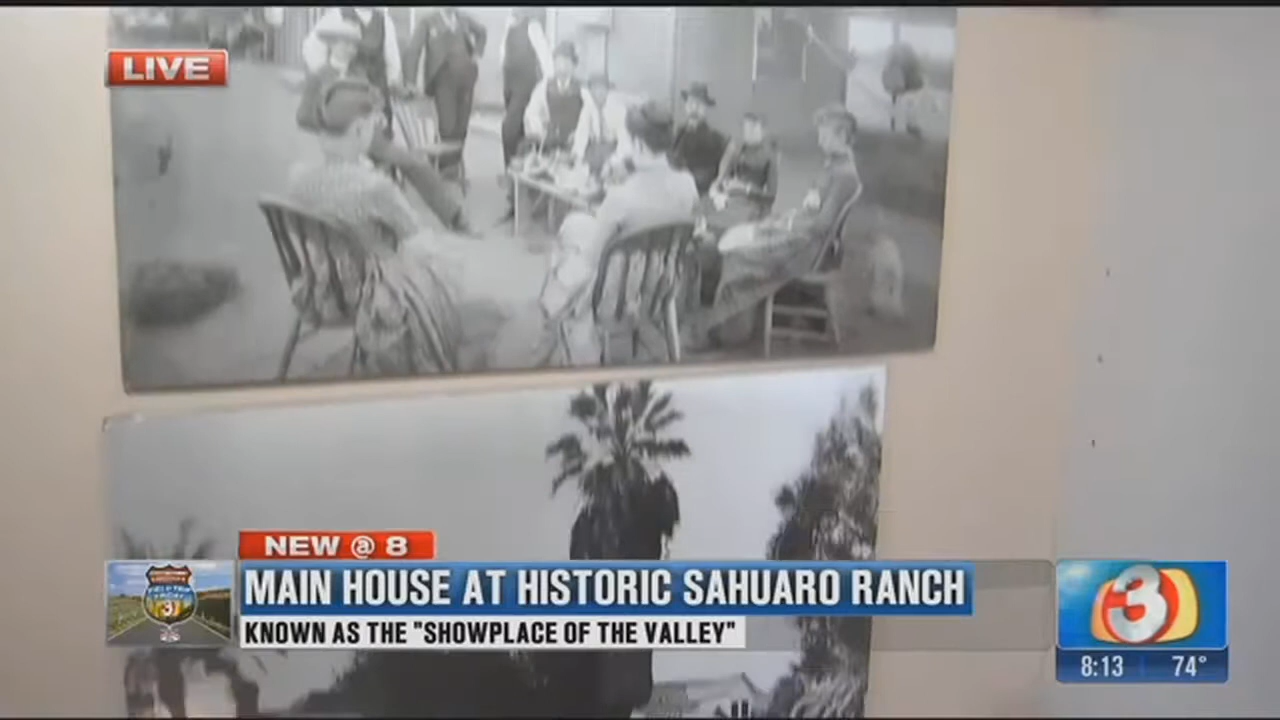 LIVE
NEW @ 8
MAIN HOUSE AT HISTORIC SAHUARO RANCH
KNOWN AS THE "SHOWPLACE OF THE VALLEY"
3
3
8:13 74°